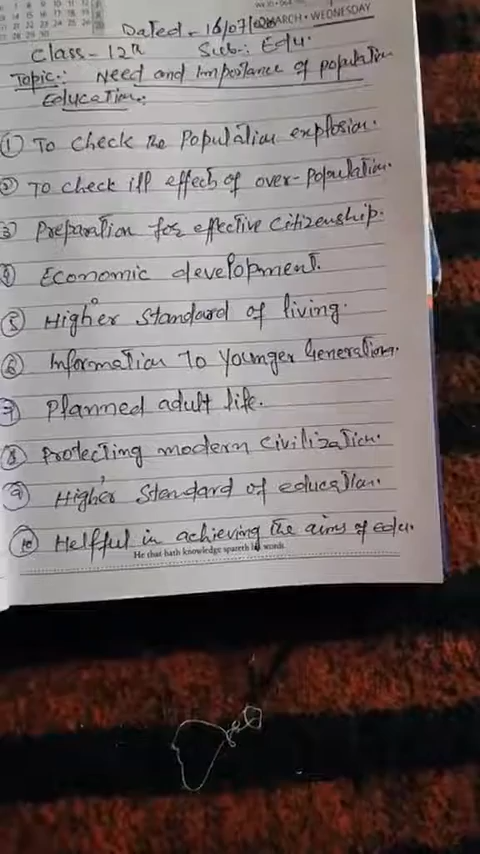 MARCH • WEDNESDAY
Dated - 16/07/
Class - 12th Sub: Edu.
Topic:- Need and Importance of population
Education:
① To check the Population explosion.
② To check ill effects of over-population.
③ Preparation for effective citizenship.
④ Economic development.
⑤ Higher Standard of living.
⑥ Information To Younger Generation.
⑦ Planned adult life.
⑧ Protecting modern civilization.
⑨ Higher Standard of education.
⑩ Helpful in achieving the aims of edu.
He that hath knowledge spareth his words.